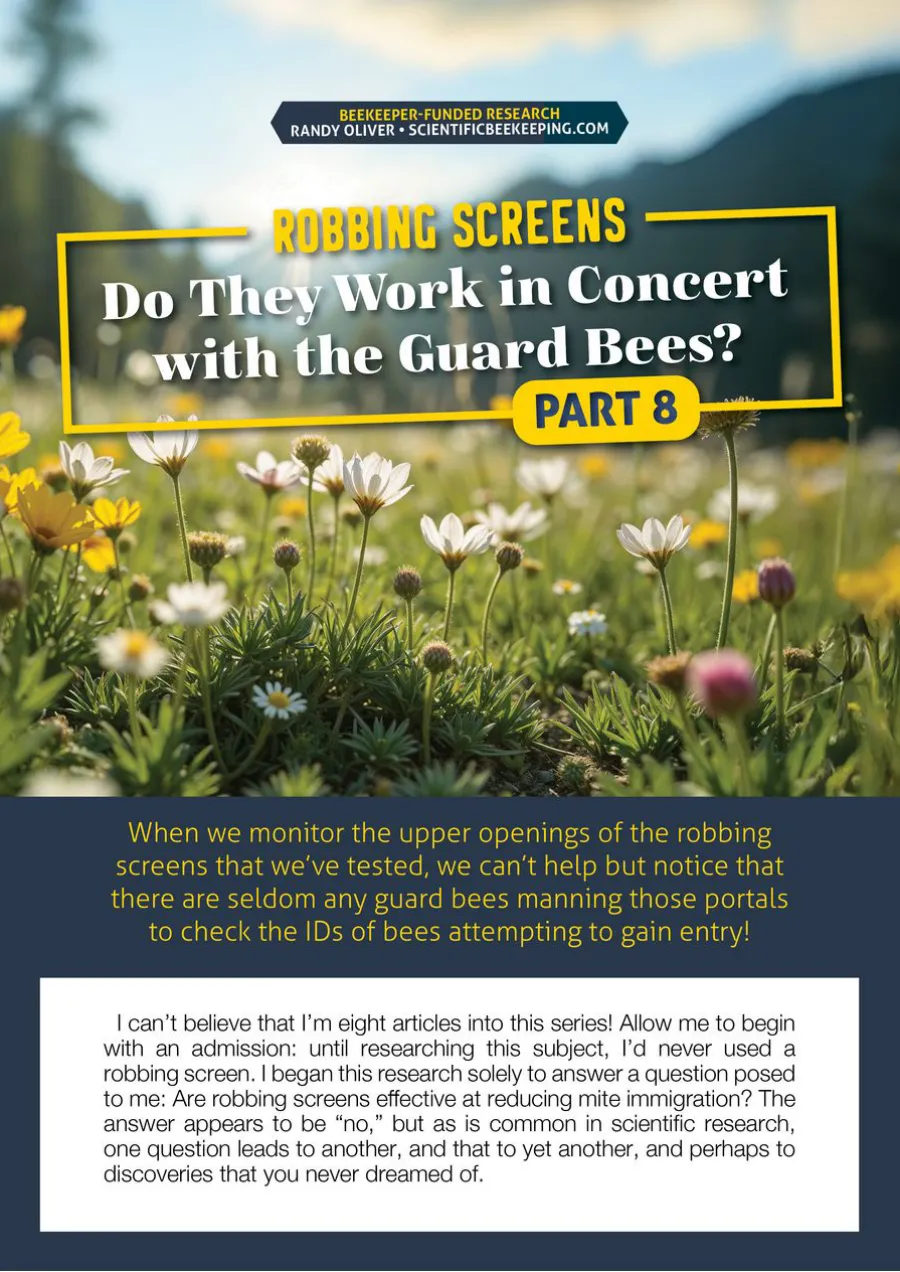 BEEKEEPER-FUNDED RESEARCH
RANDY OLIVER • SCIENTIFICBEEKEEPING.COM
ROBBING SCREENS
Do They Work in Concert
with the Guard Bees?
PART 8
When we monitor the upper openings of the robbing
screens that we’ve tested, we can’t help but notice that
there are seldom any guard bees manning those portals
to check the IDs of bees attempting to gain entry!
I can’t believe that I’m eight articles into this series! Allow me to begin
with an admission: until researching this subject, I’d never used a
robbing screen. I began this research solely to answer a question posed
to me: Are robbing screens effective at reducing mite immigration? The
answer appears to be “no,” but as is common in scientific research,
one question leads to another, and that to yet another, and perhaps to
discoveries that you never dreamed of.